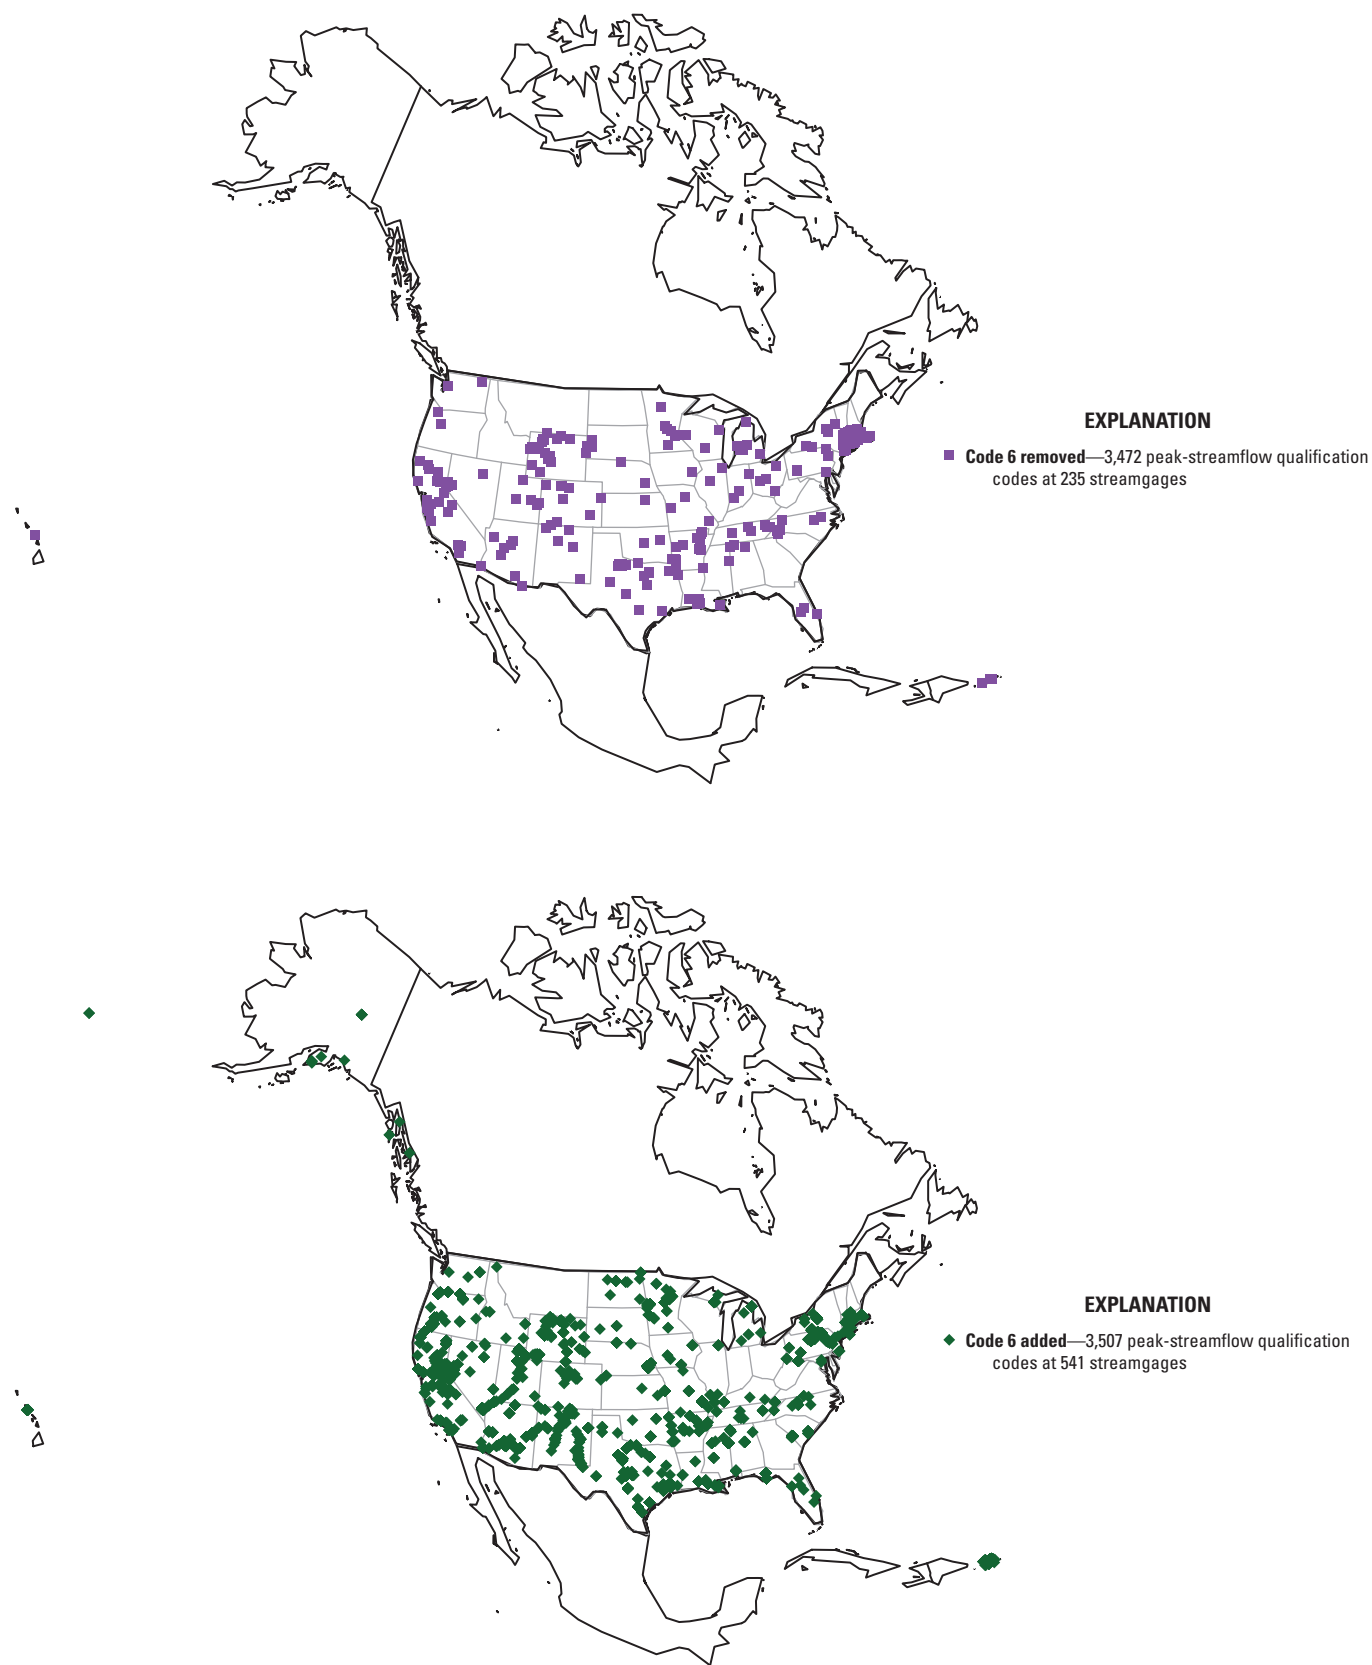 EXPLANATION
Code 6 removed—3,472 peak-streamflow qualification
codes at 235 streamgages
EXPLANATION
Code 6 added—3,507 peak-streamflow qualification
codes at 541 streamgages